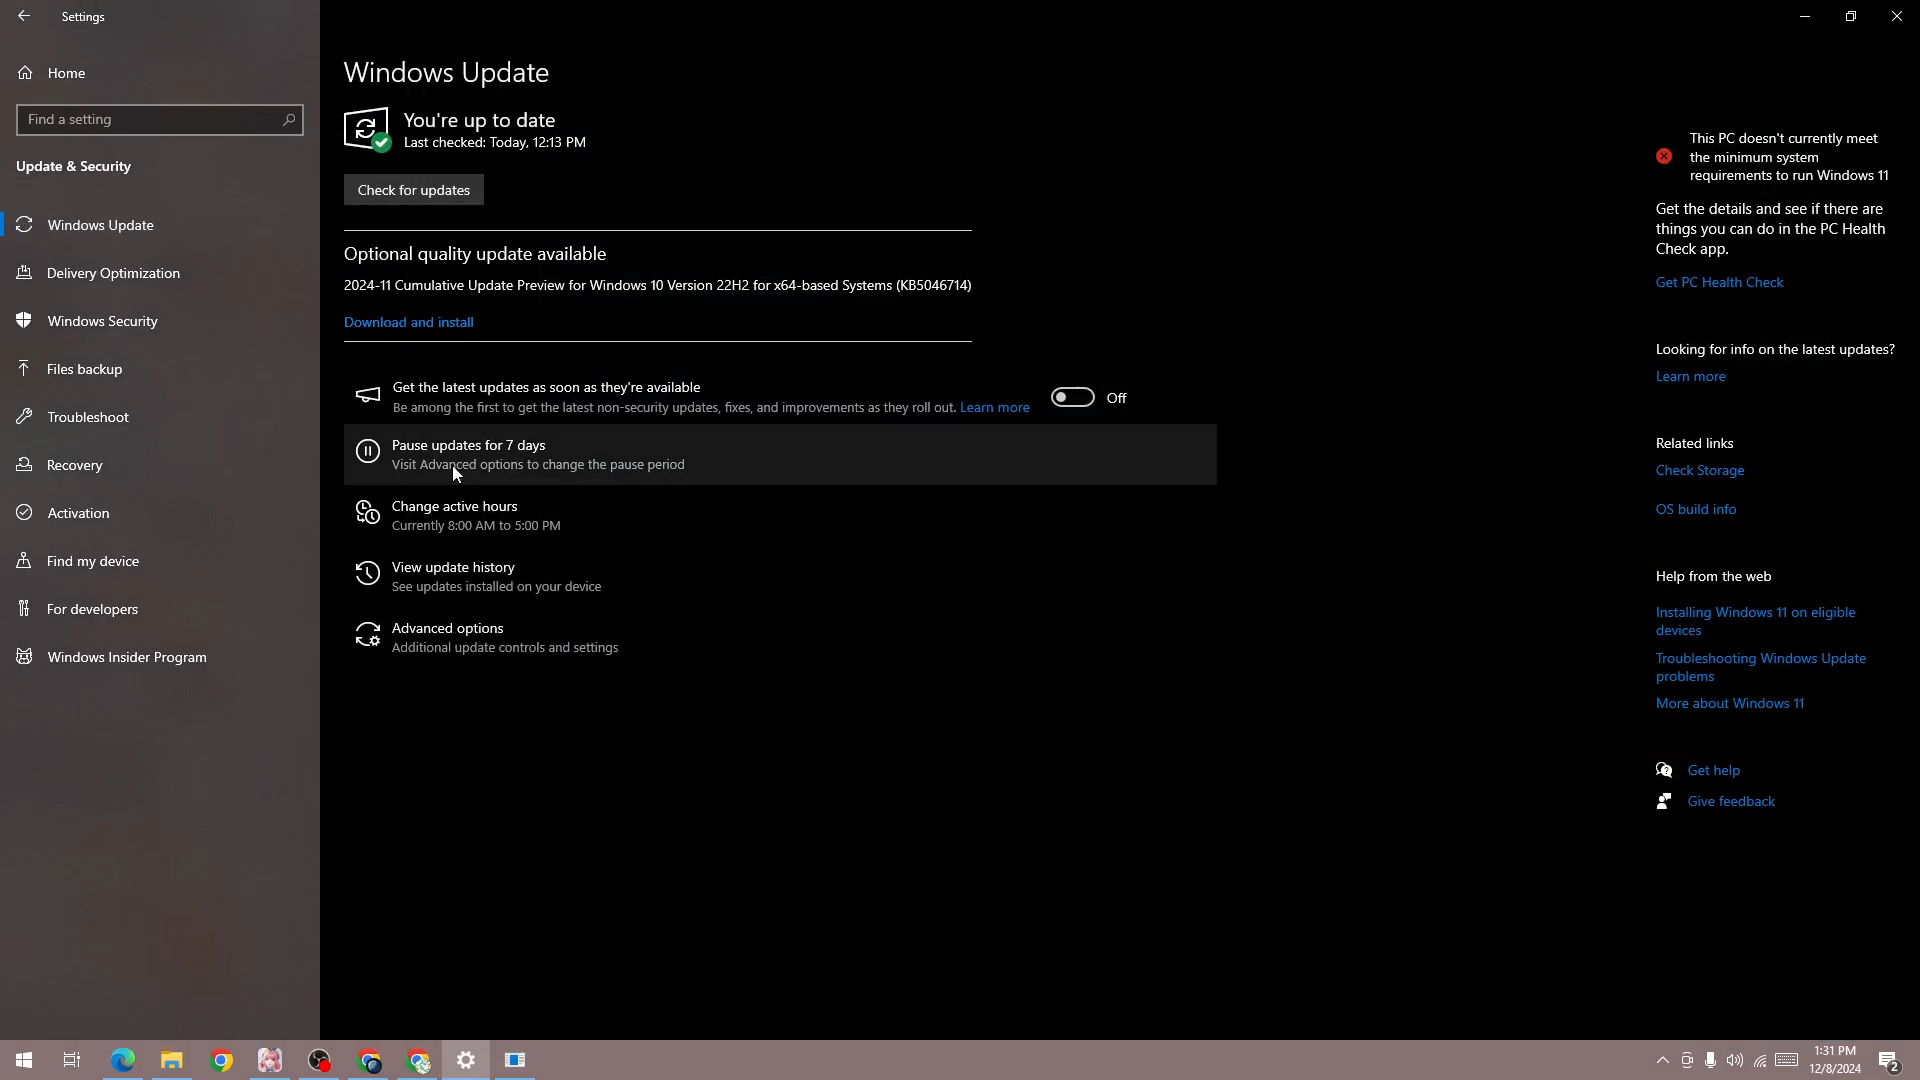 Settings
Home
Find a setting
Update & Security
Windows Update
Delivery Optimization
Windows Security
Files backup
Troubleshoot
Recovery
Activation
Find my device
For developers
Windows Insider Program
Windows Update
You're up to date
Last checked: Today, 12:13 PM
Check for updates
Optional quality update available
2024-11 Cumulative Update Preview for Windows 10 Version 22H2 for x64-based Systems (KB5046714)
Download and install
Get the latest updates as soon as they're available
Be among the first to get the latest non-security updates, fixes, and improvements as they roll out. Learn more
Off
Pause updates for 7 days
Visit Advanced options to change the pause period
Change active hours
Currently 8:00 AM to 5:00 PM
View update history
See updates installed on your device
Advanced options
Additional update controls and settings
This PC doesn't currently meet
the minimum system
requirements to run Windows 11
Get the details and see if there are
things you can do in the PC Health
Check app.
Get PC Health Check
Looking for info on the latest updates?
Learn more
Related links
Check Storage
OS build info
Help from the web
Installing Windows 11 on eligible
devices
Troubleshooting Windows Update
problems
More about Windows 11
Get help
Give feedback
1:31 PM
12/8/2024
2